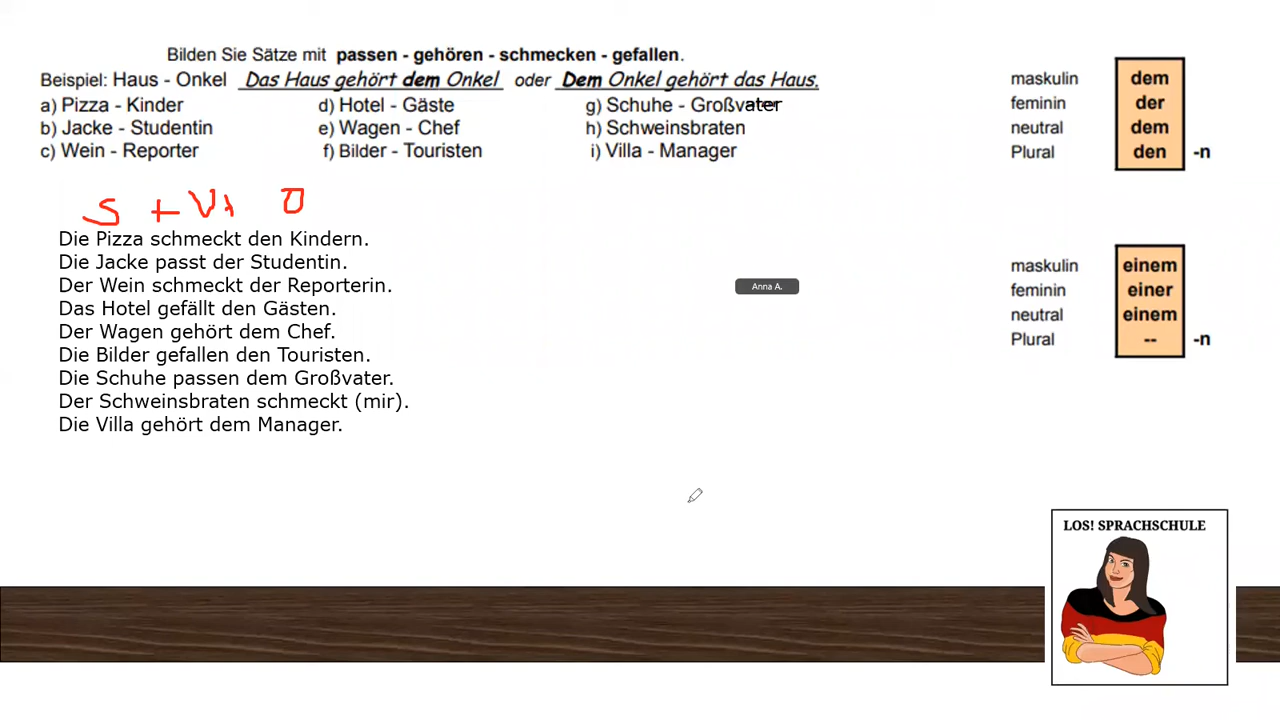 Bilden Sie Sätze mit passen - gehören - schmecken - gefallen.
Beispiel: Haus - Onkel Das Haus gehört dem Onkel oder Dem Onkel gehört das Haus.
a) Pizza - Kinder d) Hotel - Gäste g) Schuhe - Großvater
b) Jacke - Studentin e) Wagen - Chef h) Schweinsbraten
c) Wein - Reporter f) Bilder - Touristen i) Villa - Manager
maskulin dem
feminin der
neutral dem
Plural den -n
S + V1 O
Die Pizza schmeckt den Kindern.
Die Jacke passt der Studentin.
Der Wein schmeckt der Reporterin.
Das Hotel gefällt den Gästen.
Der Wagen gehört dem Chef.
Die Bilder gefallen den Touristen.
Die Schuhe passen dem Großvater.
Der Schweinsbraten schmeckt (mir).
Die Villa gehört dem Manager.
Anna A.
maskulin einem
feminin einer
neutral einem
Plural -- -n
LOS! SPRACHSCHULE